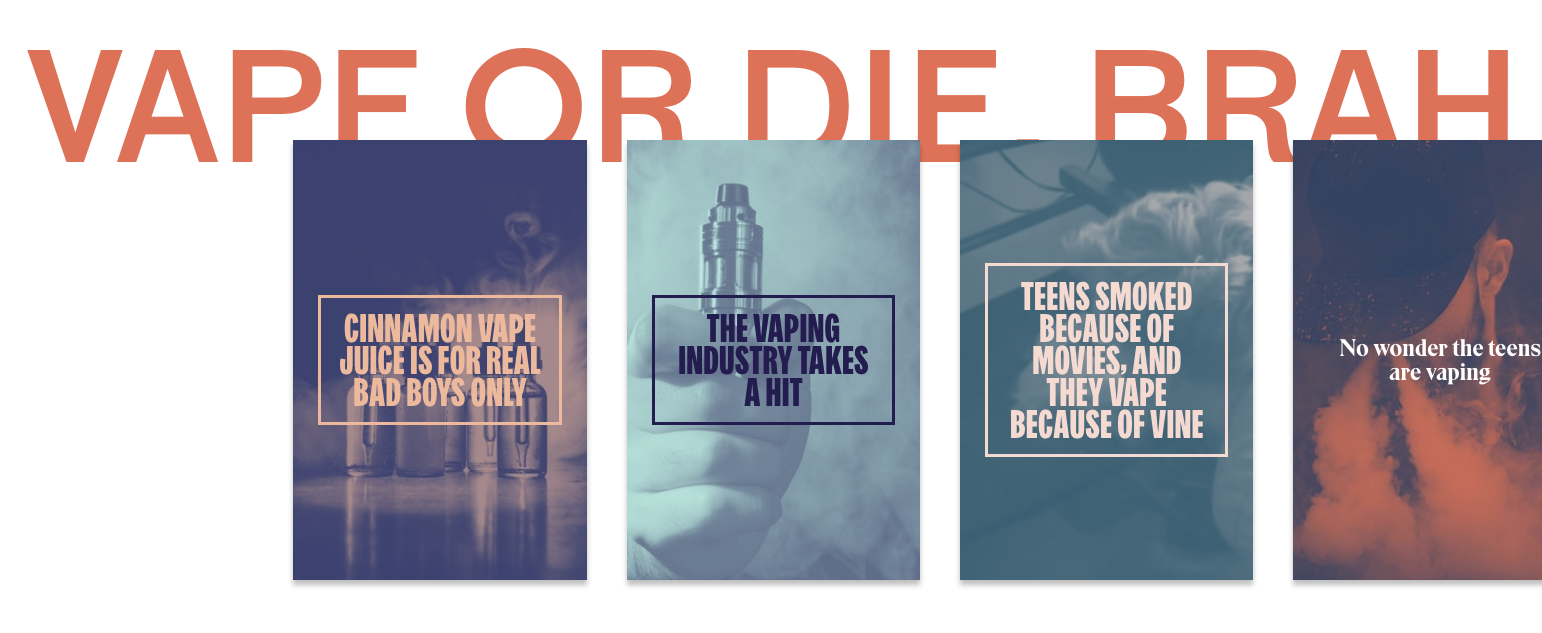 VAPE OR DIE, BRAH
CINNAMON VAPE
JUICE IS FOR REAL
BAD BOYS ONLY
THE VAPING
INDUSTRY TAKES
A HIT
TEENS SMOKED
BECAUSE OF
MOVIES, AND
THEY VAPE
BECAUSE OF VINE
No wonder the teens
are vaping